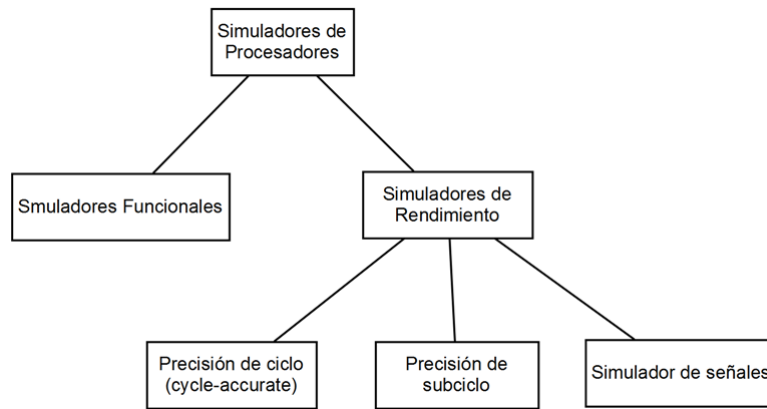 Simuladores de
Procesadores
Smuladores Funcionales
Simuladores de
Rendimiento
Precisión de ciclo
(cycle-accurate)
Precisión de
subciclo
Simulador de señales